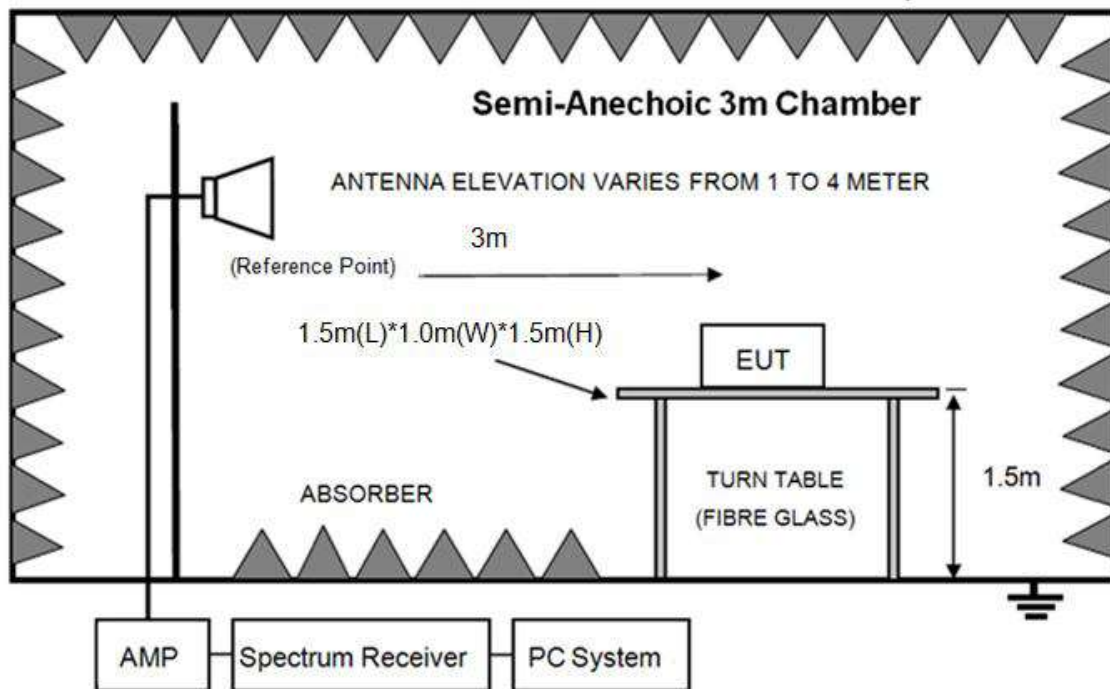 Semi-Anechoic 3m Chamber
ANTENNA ELEVATION VARIES FROM 1 TO 4 METER
3m
(Reference Point)
1.5m(L)*1.0m(W)*1.5m(H)
EUT
ABSORBER
TURN TABLE
(FIBRE GLASS)
1.5m
AMP
Spectrum Receiver
PC System